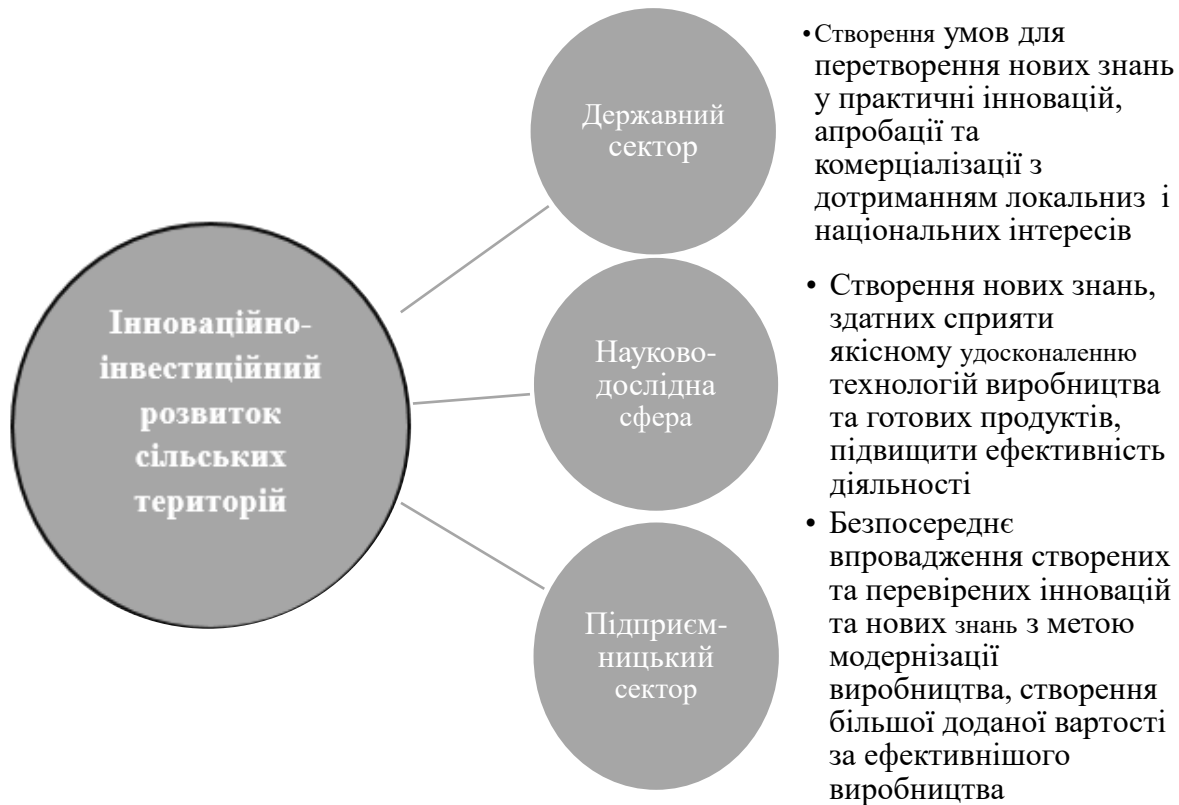 Інноваційно-
інвестиційний
розвиток
сільських
територій
Державний
сектор
•Створення умов для
перетворення нових знань
у практичні інновацій,
апробації та
комерціалізації з
дотриманням локальниз і
національних інтересів
Науково-
дослідна
сфера
• Створення нових знань,
здатних сприяти
якісному удосконаленню
технологій виробництва
та готових продуктів,
підвищити ефективність
діяльності
Підприєм-
ницький
сектор
• Безпосереднє
впровадження створених
та перевірених інновацій
та нових знань з метою
модернізації
виробництва, створення
більшої доданої вартості
за ефективнішого
виробництва